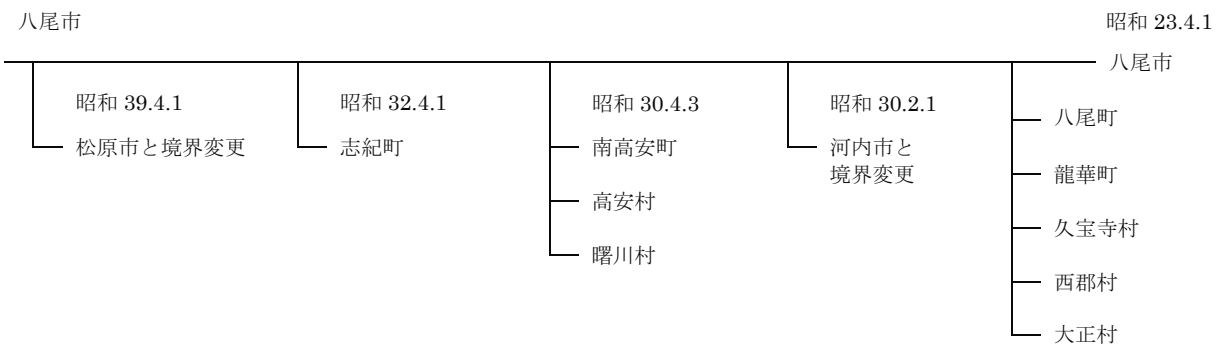 八尾市
昭和 23.4.1
八尾市
昭和 39.4.1
松原市と境界変更
昭和 32.4.1
志紀町
昭和 30.4.3
南高安町
高安村
曙川村
昭和 30.2.1
河内市と
境界変更
八尾町
龍華町
久宝寺村
西郡村
大正村